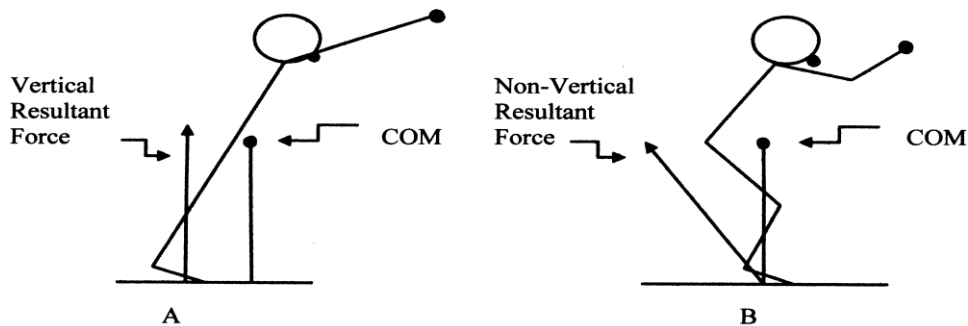 Vertical
Resultant
Force
COM
A
Non-Vertical
Resultant
Force
COM
B